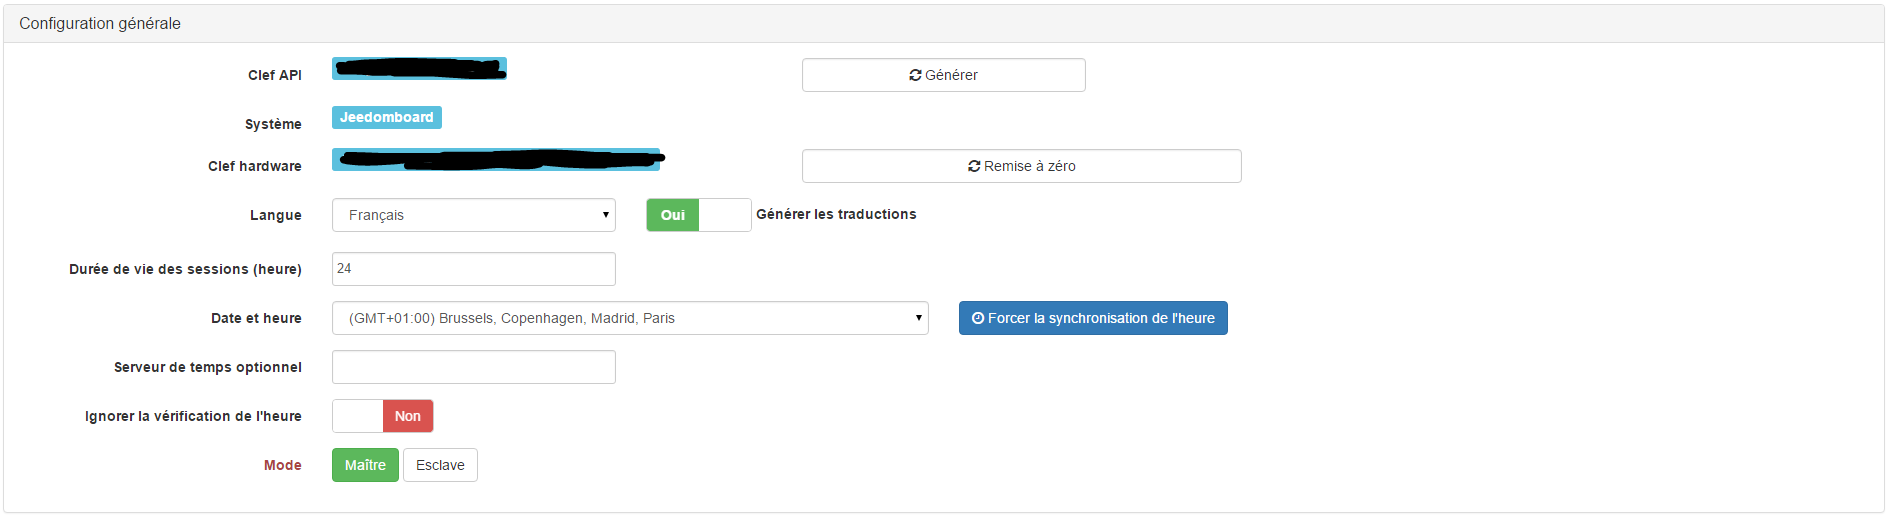 Configuration générale
Clef API Générer
Système Jeedomboard
Clef hardware Remise à zéro
Langue Français Oui Générer les traductions
Durée de vie des sessions (heure) 24
Date et heure (GMT+01:00) Brussels, Copenhagen, Madrid, Paris Forcer la synchronisation de l'heure
Serveur de temps optionnel
Ignorer la vérification de l'heure Non
Mode Maître Esclave